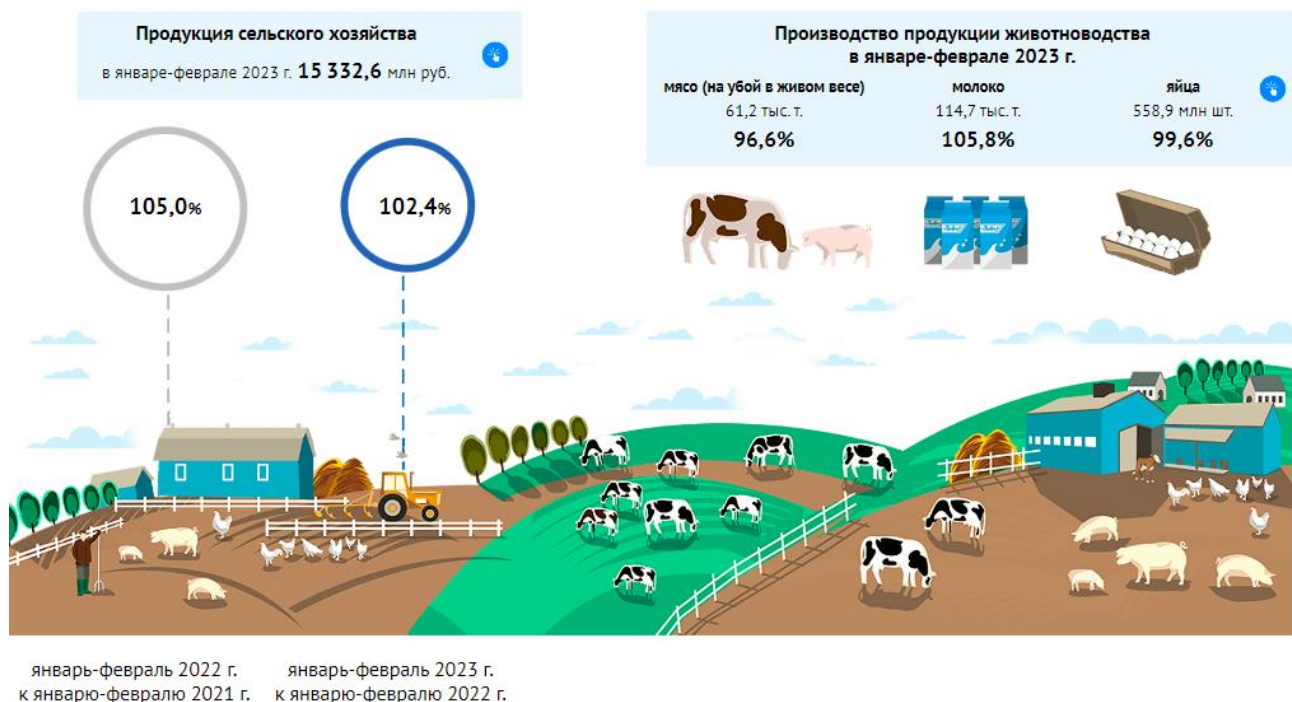 Продукция сельского хозяйства
в январе-феврале 2023 г. 15 332,6 млн руб.
105,0%
102,4%
Производство продукции животноводства
в январе-феврале 2023 г.
мясо (на убой в живом весе)
61,2 тыс. т.
96,6%
молоко
114,7 тыс. т.
105,8%
яйца
558,9 млн шт.
99,6%
январь-февраль 2022 г.
к январю-февралю 2021 г.
январь-февраль 2023 г.
к январю-февралю 2022 г.